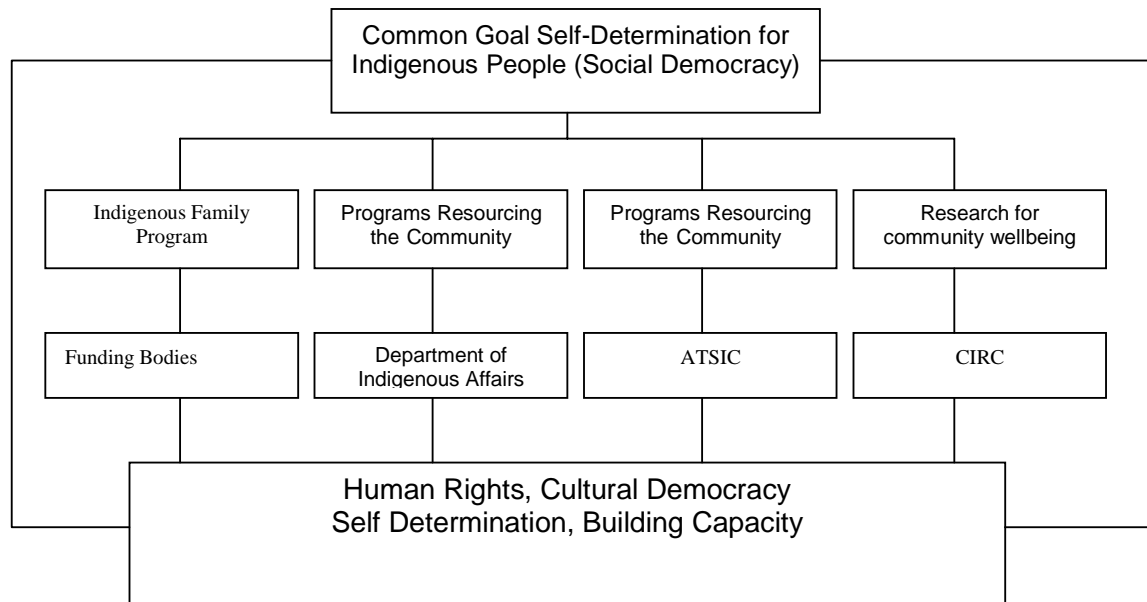 Common Goal Self-Determination for
Indigenous People (Social Democracy)
Indigenous Family
Program
Programs Resourcing
the Community
Programs Resourcing
the Community
Research for
community wellbeing
Funding Bodies
Department of
Indigenous Affairs
ATSIC
CIRC
Human Rights, Cultural Democracy
Self Determination, Building Capacity